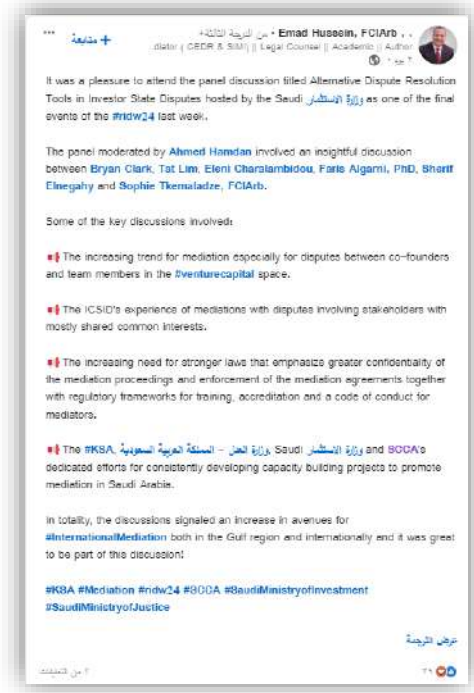 Emad Hussein, FCIArb . . • من الدرجة الثالثة+
... + متابعة
..diator ( CEDR & SIMI) || Legal Counsel || Academic || Author
It was a pleasure to attend the panel discussion titled Alternative Dispute Resolution
Tools in Investor State Disputes hosted by the Saudi وزارة الاستثمار as one of the final
events of the #ridw24 last week.
The panel moderated by Ahmed Hamdan involved an insightful discussion
between Bryan Clark, Tat Lim, Eleni Charalambidou, Faris Algarni, PhD, Sherif
Elnegahy and Sophie Tkemaladze, FCIArb.
Some of the key discussions involved:
The increasing trend for mediation especially for disputes between co-founders
and team members in the #venturecapital space.
The ICSID's experience of mediations with disputes involving stakeholders with
mostly shared common interests.
The increasing need for stronger laws that emphasize greater confidentiality of
the mediation proceedings and enforcement of the mediation agreements together
with regulatory frameworks for training, accreditation and a code of conduct for
mediators.
The #KSA, وزارة العدل – المملكة العربية السعودية, Saudi وزارة الاستثمار and SCCA's
dedicated efforts for consistently developing capacity building projects to promote
mediation in Saudi Arabia.
In totality, the discussions signaled an increase in avenues for
#InternationalMediation both in the Gulf region and internationally and it was great
to be part of this discussion!
#KSA #Mediation #ridw24 #SCCA #SaudiMinistryofInvestment
#SaudiMinistryofJustice
عرض الترجمة
٢ من التعليقات